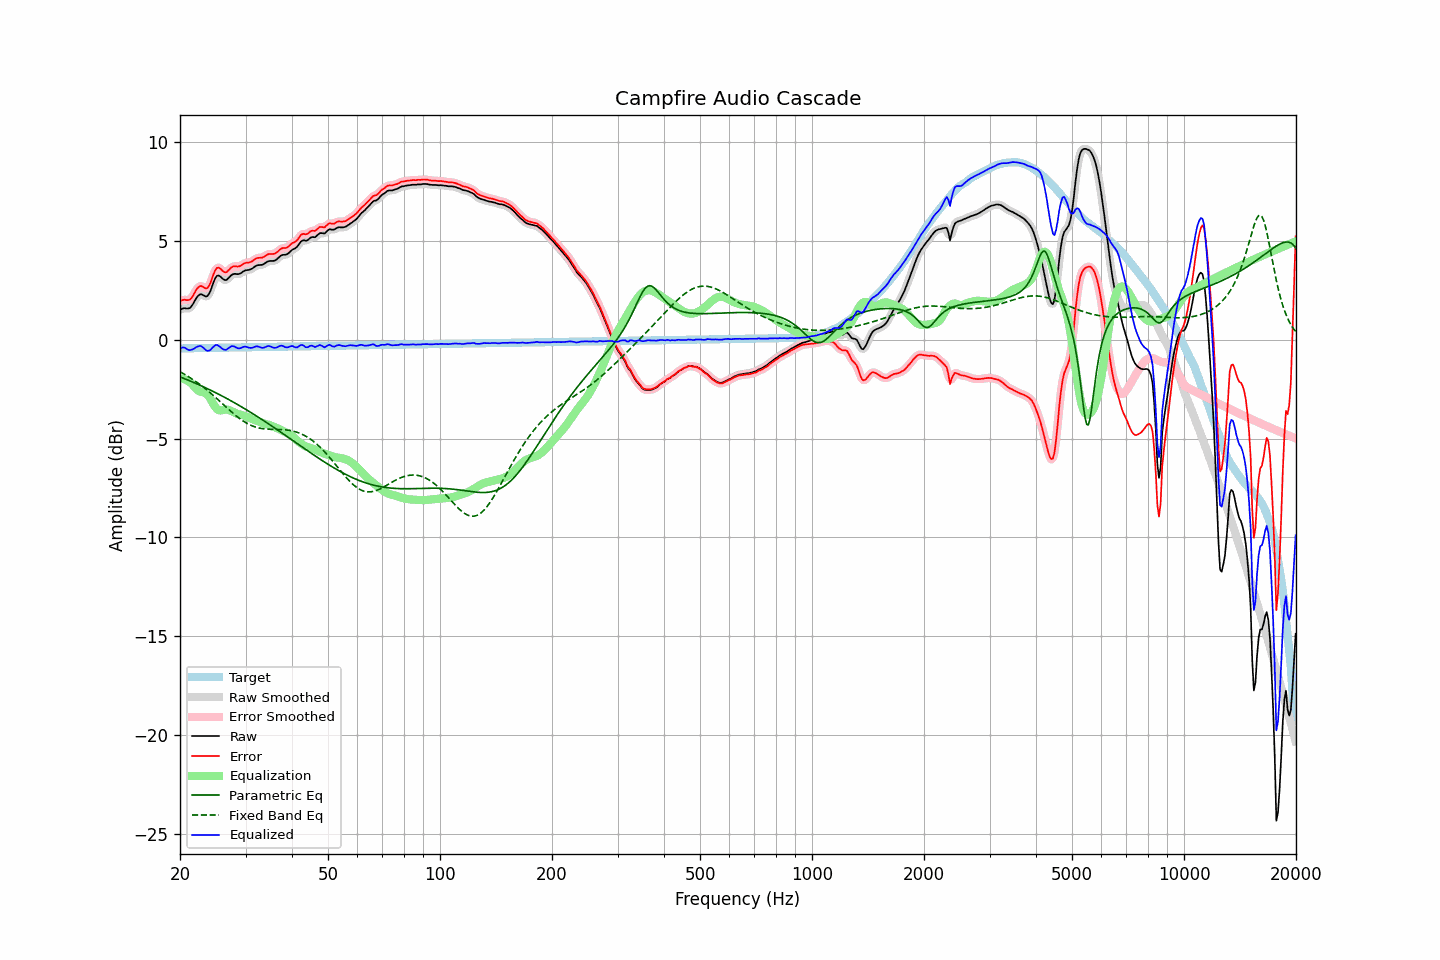 Campfire Audio Cascade
Amplitude (dBr)
10
5
0
−5
−10
−15
−20
−25
Target
Raw Smoothed
Error Smoothed
Raw
Error
Equalization
Parametric Eq
Fixed Band Eq
Equalized
20 50 100 200 500 1000 2000 5000 10000 20000
Frequency (Hz)